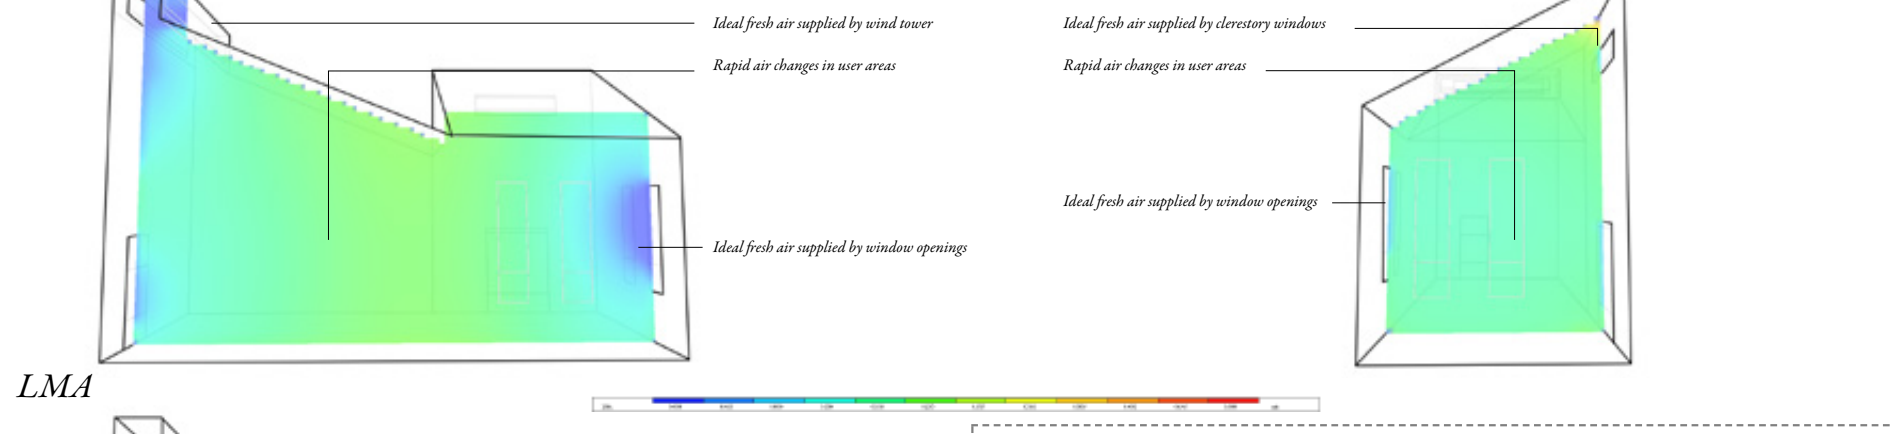 Ideal fresh air supplied by wind tower
Rapid air changes in user areas
Ideal fresh air supplied by window openings
Ideal fresh air supplied by clerestory windows
Rapid air changes in user areas
Ideal fresh air supplied by window openings
LMA